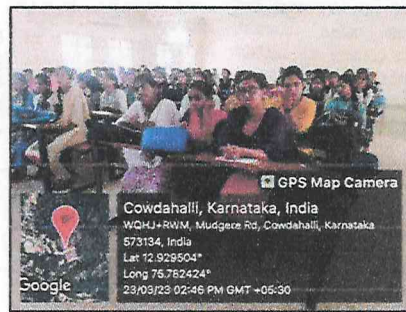 GPS Map Camera
Cowdahalli, Karnataka, India
WQHJ+RWM, Mudgere Rd, Cowdahalli, Karnataka
573134, India
Lat 12.929504°
Long 75.782424°
23/03/23 02:46 PM GMT +05:30
Google